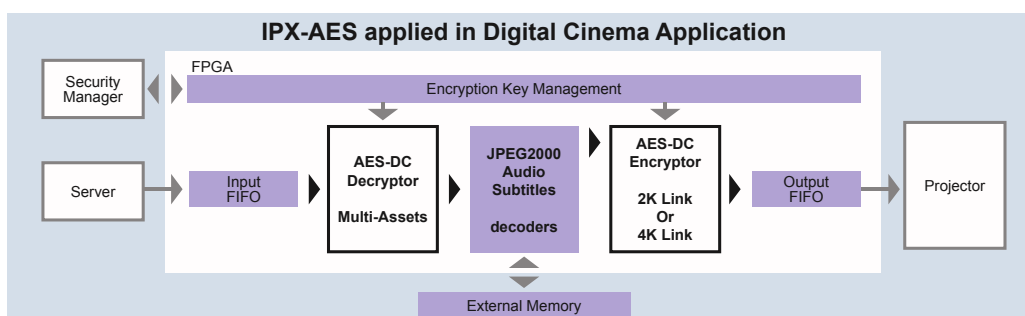 IPX-AES applied in Digital Cinema Application
FPGA
Security
Manager
Encryption Key Management
Server
Input
FIFO
AES-DC
Decryptor
Multi-Assets
JPEG2000
Audio
Subtitles
decoders
AES-DC
Encryptor
2K Link
Or
4K Link
Output
FIFO
Projector
External Memory